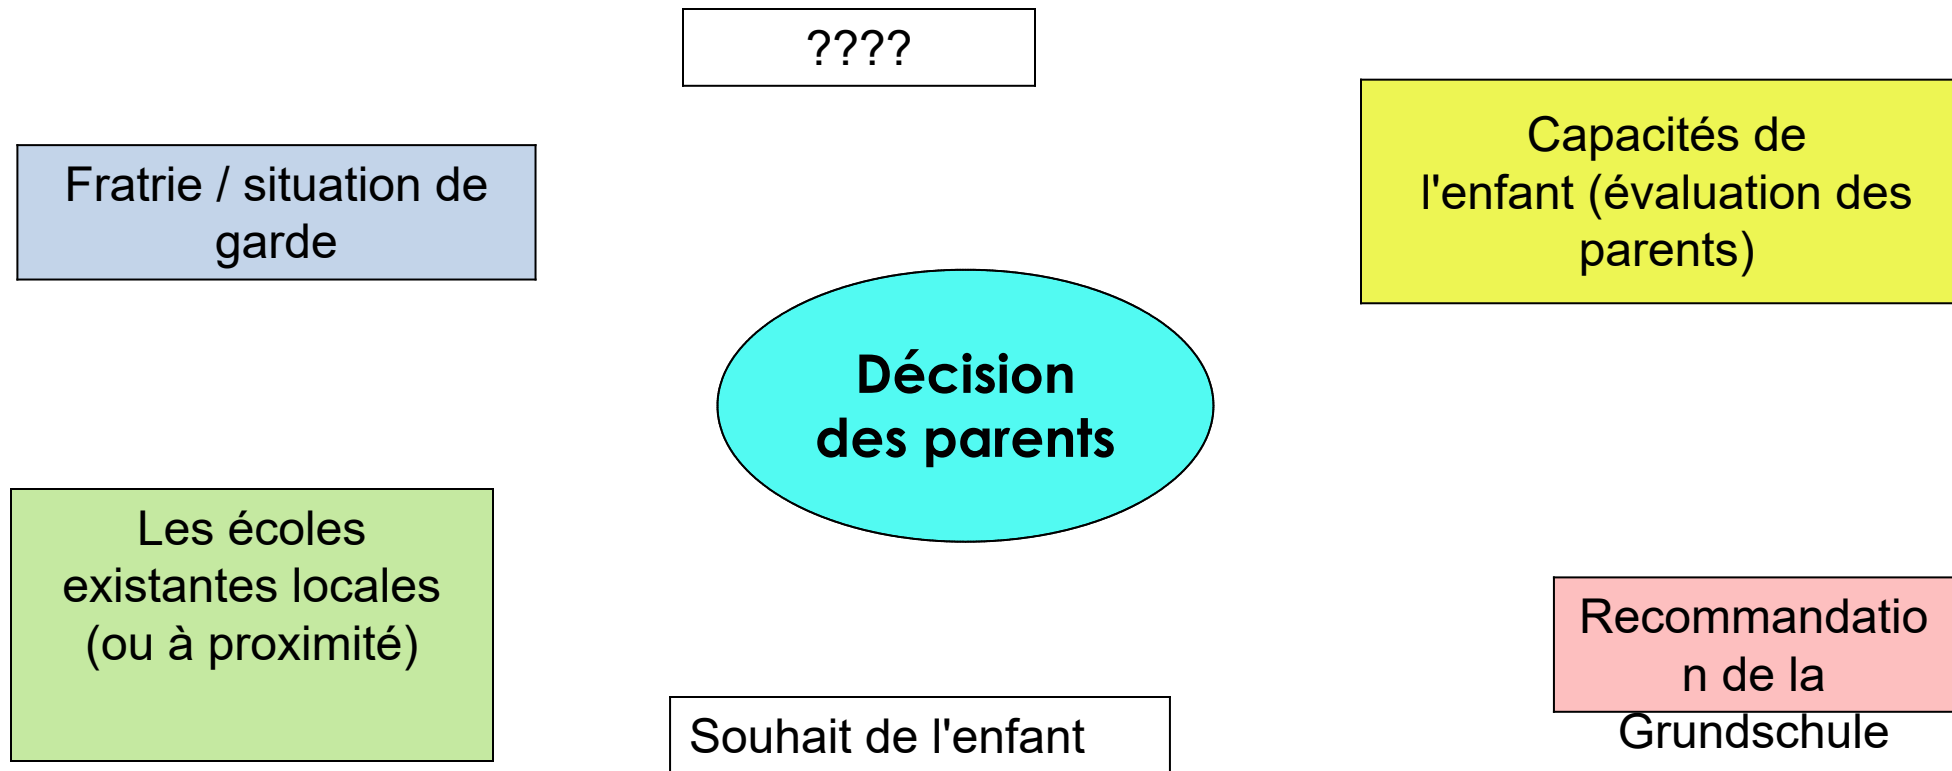 ????
Capacités de
l'enfant (évaluation des
parents)
Fratrie / situation de
garde
Décision
des parents
Les écoles
existantes locales
(ou à proximité)
Recommandatio
n de la
Grundschule
Souhait de l'enfant